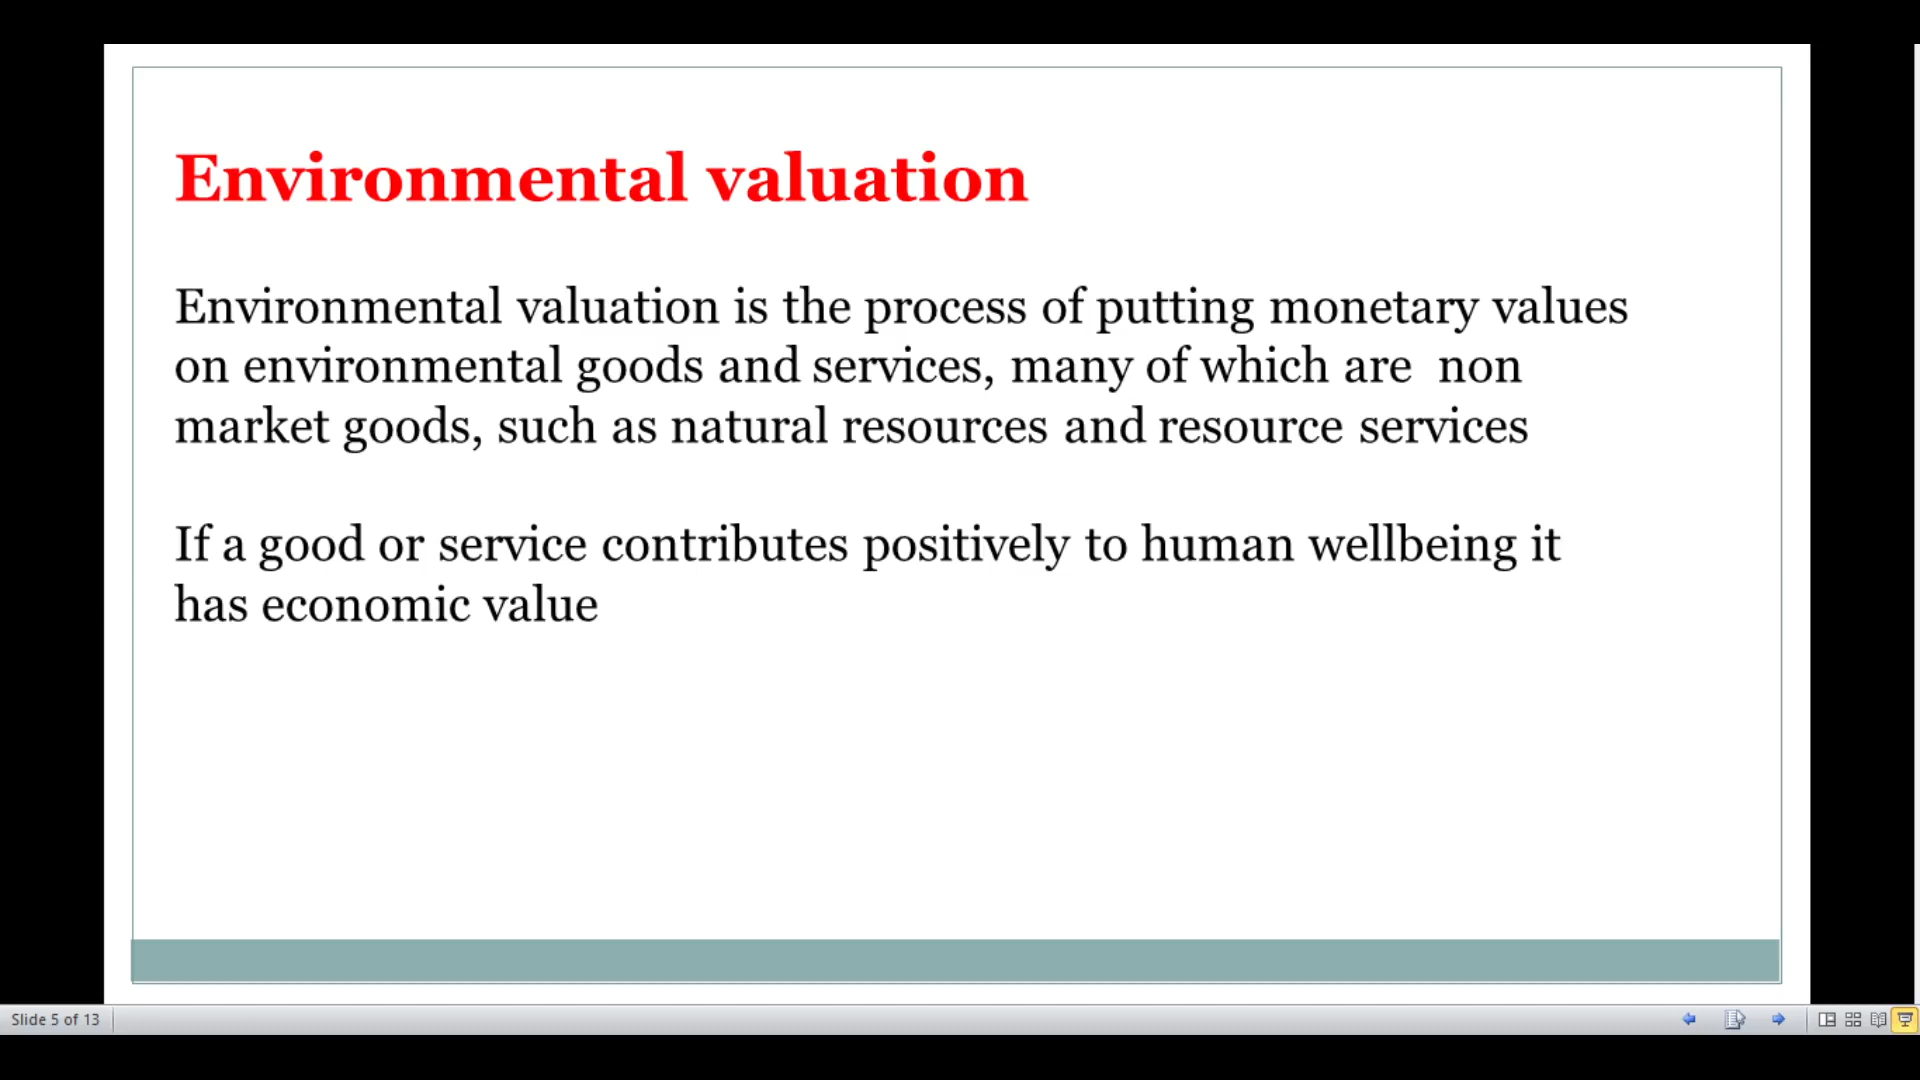 Environmental valuation
Environmental valuation is the process of putting monetary values
on environmental goods and services, many of which are  non
market goods, such as natural resources and resource services
If a good or service contributes positively to human wellbeing it
has economic value
Slide 5 of 13